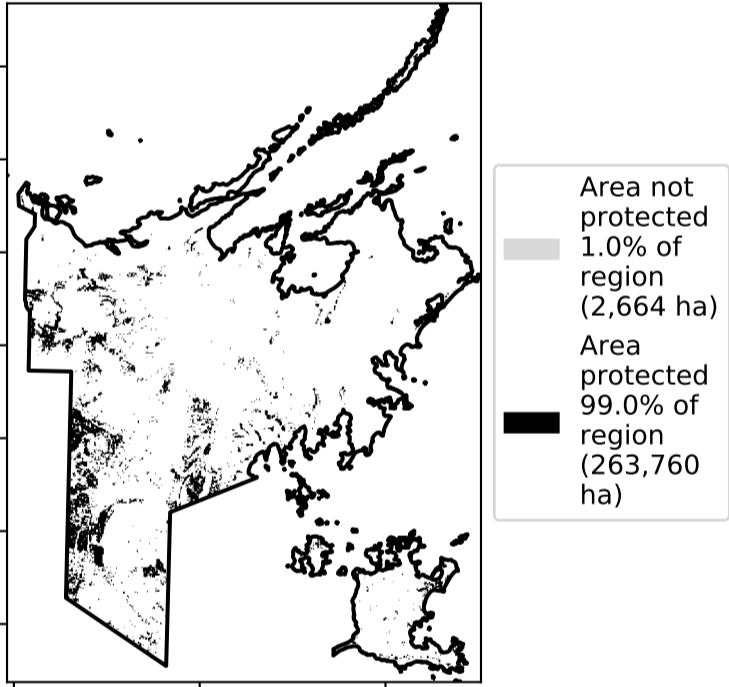 Area not
protected
1.0% of
region
(2,664 ha)
Area
protected
99.0% of
region
(263,760
ha)